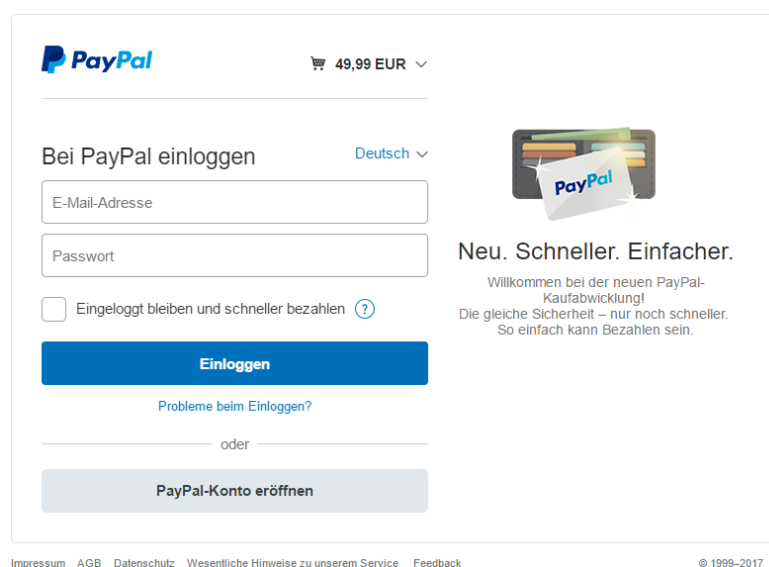 PayPal
49,99 EUR
Bei PayPal einloggen
Deutsch
E-Mail-Adresse
Passwort
Eingeloggt bleiben und schneller bezahlen ?
Einloggen
Probleme beim Einloggen?
oder
PayPal-Konto eröffnen
PayPal
Neu. Schneller. Einfacher.
Willkommen bei der neuen PayPal-
Kaufabwicklung!
Die gleiche Sicherheit – nur noch schneller.
So einfach kann Bezahlen sein.
Impressum AGB Datenschutz Wesentliche Hinweise zu unserem Service Feedback
© 1999–2017